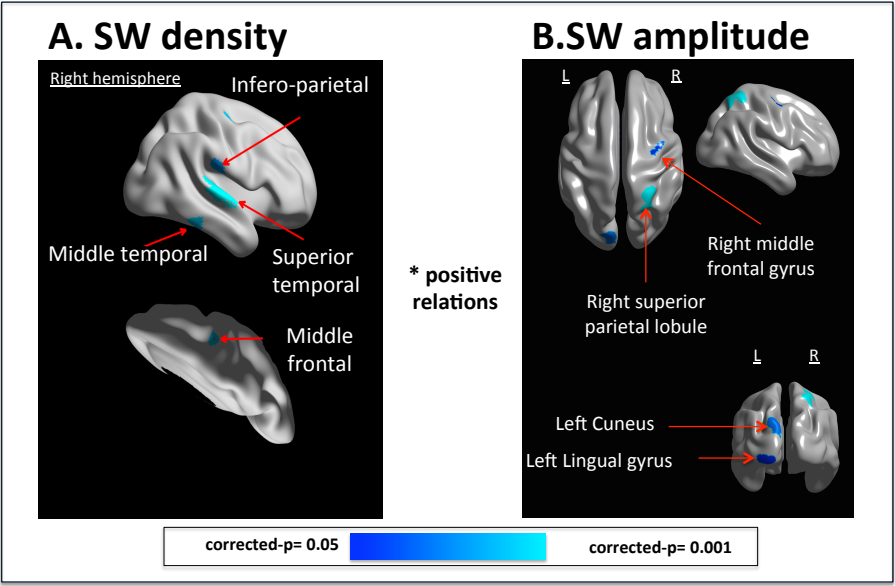 A. SW density
Right hemisphere
Infero-parietal
Middle temporal
Superior
temporal
Middle
frontal
* positive
relations
B.SW amplitude
L
R
Right middle
frontal gyrus
Right superior
parietal lobule
L
R
Left Cuneus
Left Lingual gyrus
corrected-p= 0.05
corrected-p= 0.001